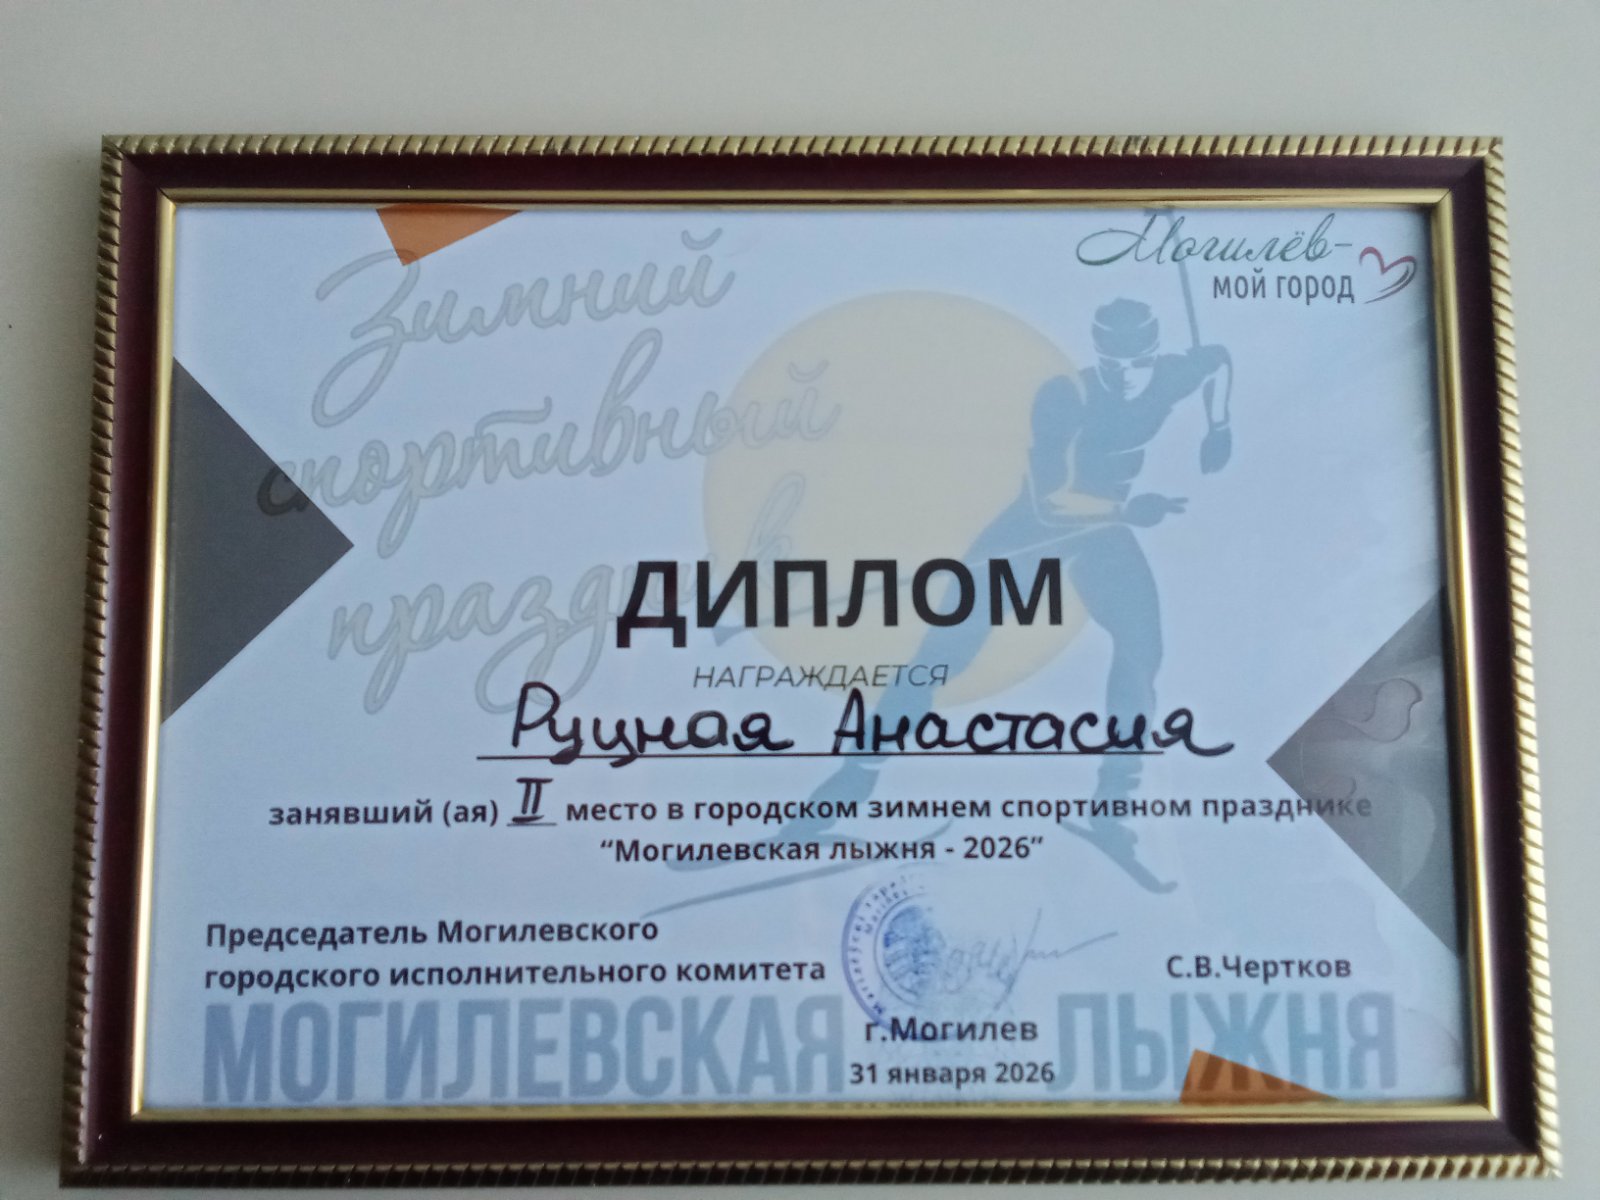 Могилёв-
мой город
Зимний
спортивный
праздник
ДИПЛОМ
НАГРАЖДАЕТСЯ
Руцкая Анастасия
занявший (ая) II место в городском зимнем спортивном празднике
“Могилевская лыжня - 2026”
Председатель Могилевского
городского исполнительного комитета
С.В.Чертков
МОГИЛЕВСКАЯ ЛЫЖНЯ
г.Могилев
31 января 2026